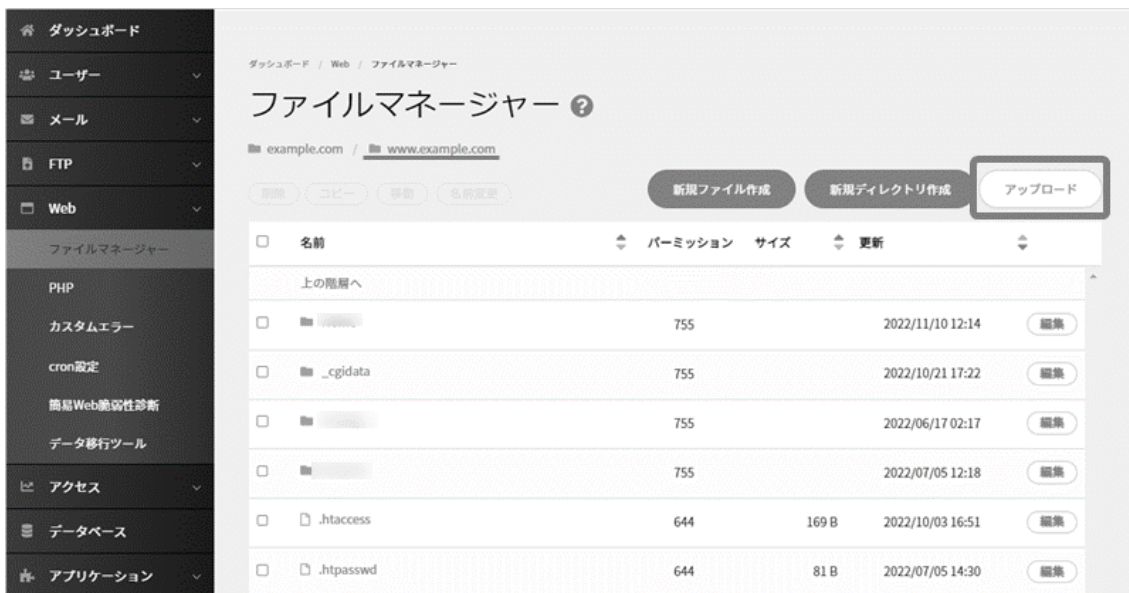 ダッシュボード
ユーザー
メール
FTP
Web
ファイルマネージャー
PHP
カスタムエラー
cron設定
簡易Web脆弱性診断
データ移行ツール
アクセス
データベース
アプリケーション
ダッシュボード / Web / ファイルマネージャー
ファイルマネージャー ?
example.com / www.example.com
削除 コピー 移動 名前変更 新規ファイル作成 新規ディレクトリ作成 アップロード
名前 パーミッション サイズ 更新
上の階層へ
755 2022/11/10 12:14 編集
_cgidata 755 2022/10/21 17:22 編集
755 2022/06/17 02:17 編集
755 2022/07/05 12:18 編集
.htaccess 644 169 B 2022/10/03 16:51 編集
.htpasswd 644 81 B 2022/07/05 14:30 編集